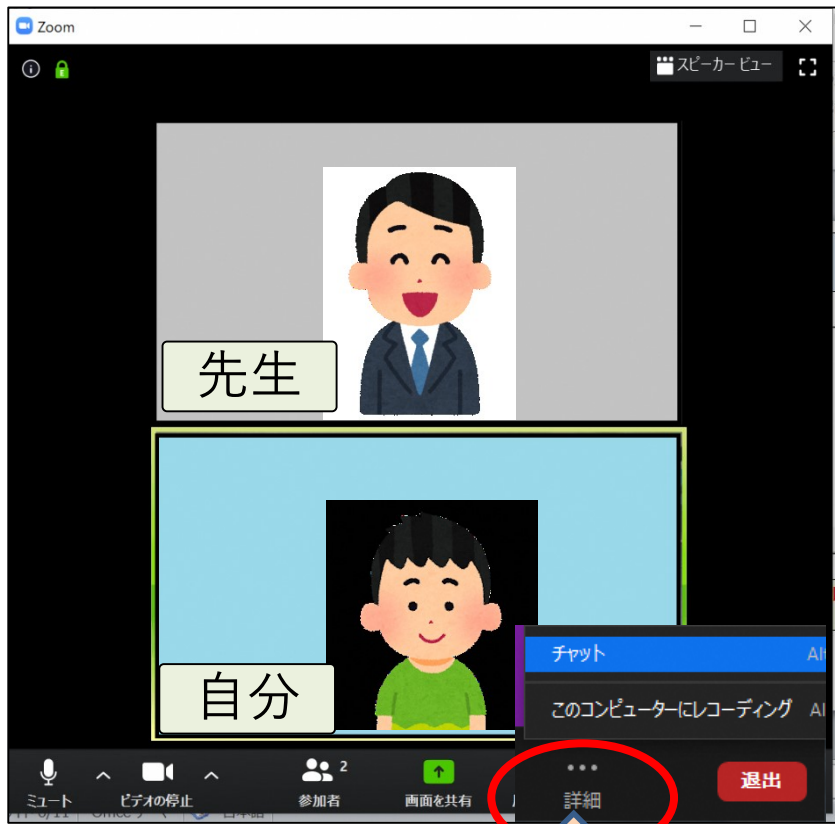 Zoom
スピーカー ビュー
先生
自分
チャット
このコンピューターにレコーディング
2
ミュート
ビデオの停止
参加者
画面を共有
詳細
退出